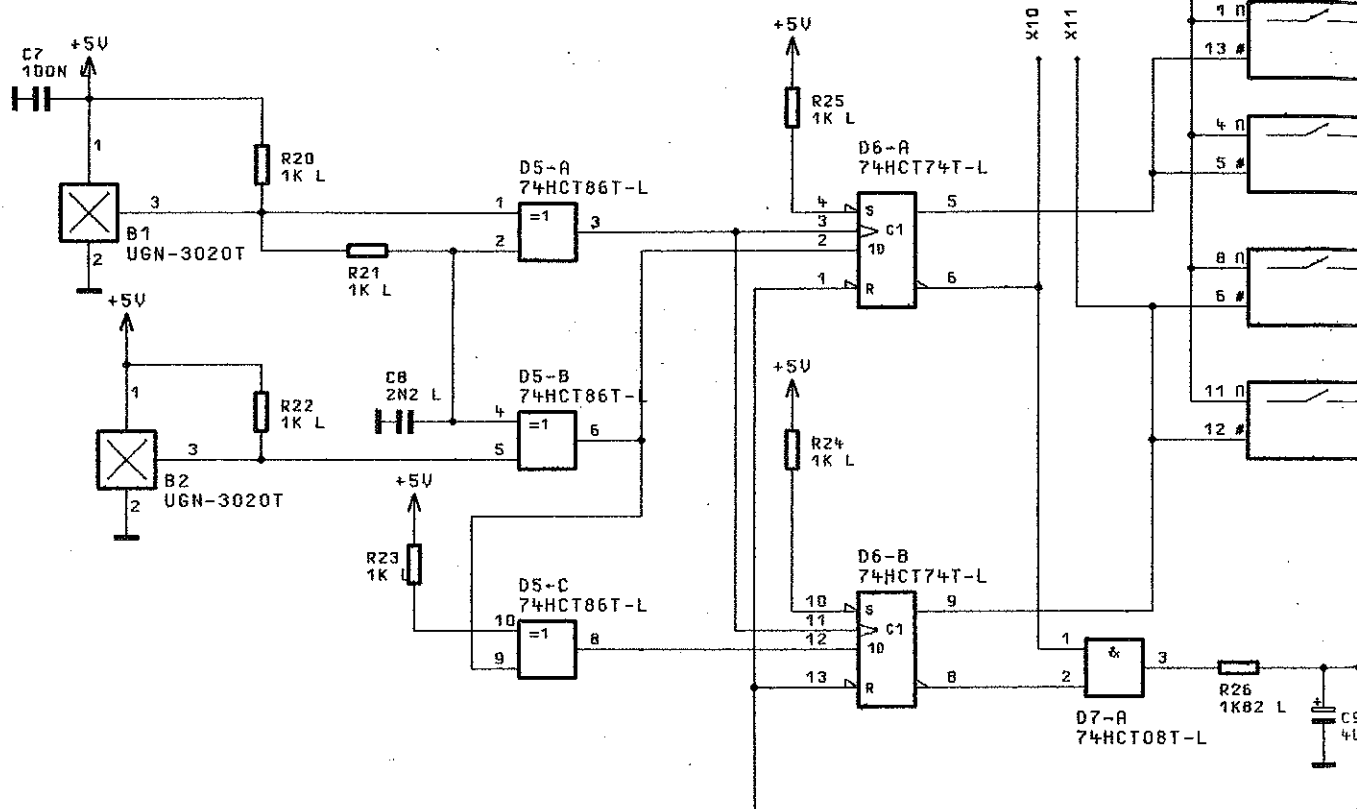 C7
100N L
+5V
1
R20
1K L
3
B1
UGN-3020T
2
R21
1K L
D5-A
74HCT86T-L
1
=1
3
2
+5V
1
R22
1K L
3
B2
UGN-3020T
2
C8
2N2 L
D5-B
74HCT86T-L
4
=1
6
5
+5V
R23
1K L
D5-C
74HCT86T-L
10
=1
8
9
+5V
R25
1K L
D6-A
74HCT74T-L
4 S 5
3 C1
2 1D
1 R 6
+5V
R24
1K L
D6-B
74HCT74T-L
10 S 9
11 C1
12 1D
13 R 8
X10
X11
1 &
3
2
D7-A
74HCT08T-L
R26
1K82 L
+
1 П
13 #
4 П
5 #
8 П
6 #
11 П
12 #